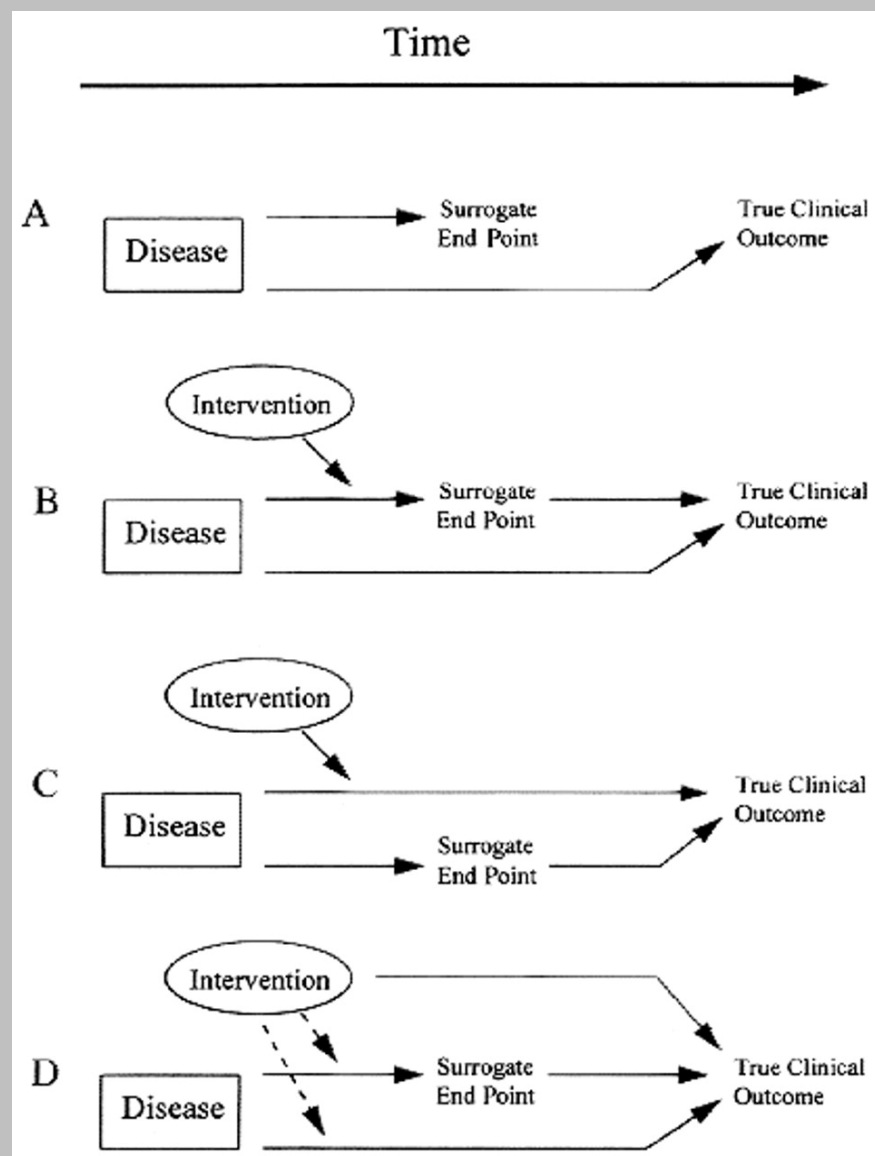 Time
A
Disease
Surrogate
End Point
True Clinical
Outcome
Intervention
B
Disease
Surrogate
End Point
True Clinical
Outcome
Intervention
C
Disease
Surrogate
End Point
True Clinical
Outcome
Intervention
D
Disease
Surrogate
End Point
True Clinical
Outcome